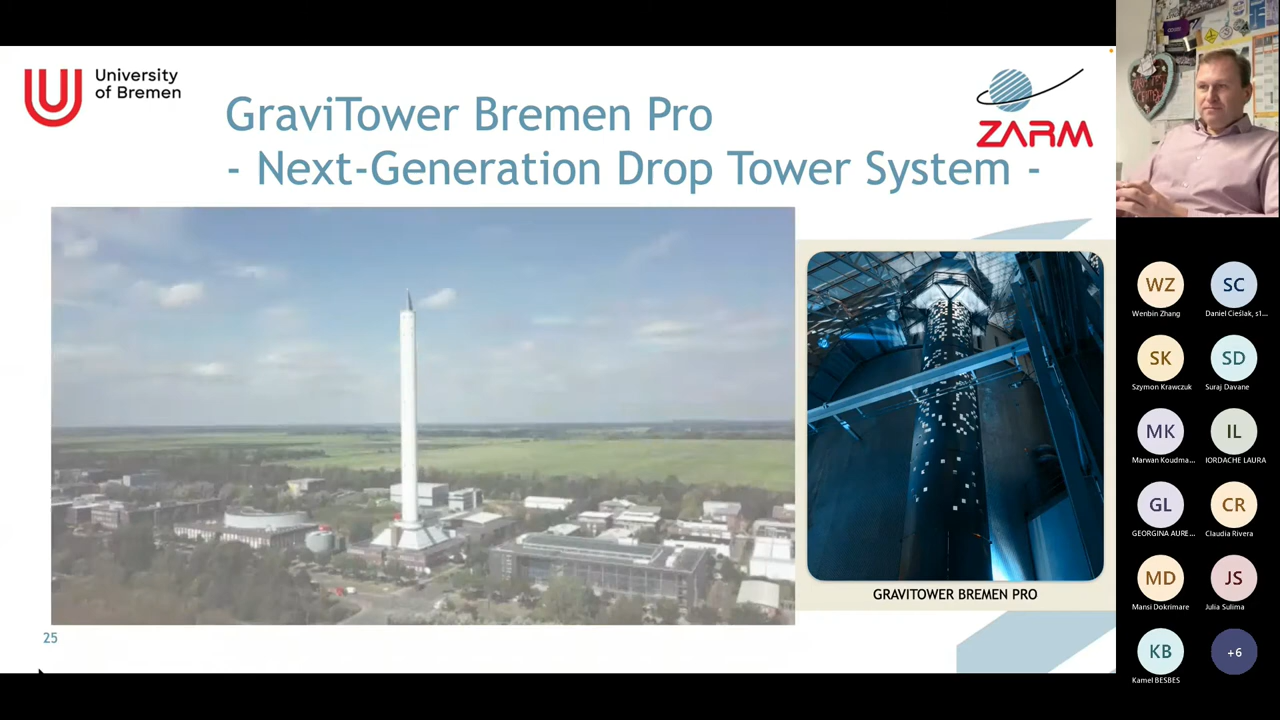 University
of Bremen
GraviTower Bremen Pro
- Next-Generation Drop Tower System -
ZARM
GRAVITOWER BREMEN PRO
25
WZ
Wenbin Zhang
SC
Daniel Cieślak, s1...
SK
Szymon Krawczuk
SD
Suraj Davane
MK
Marwan Koudma...
IL
IORDACHE LAURA
GL
GEORGINA AURE...
CR
Claudia Rivera
MD
Mansi Dokrimare
JS
Julia Sulima
KB
Kamel BESBES
+6